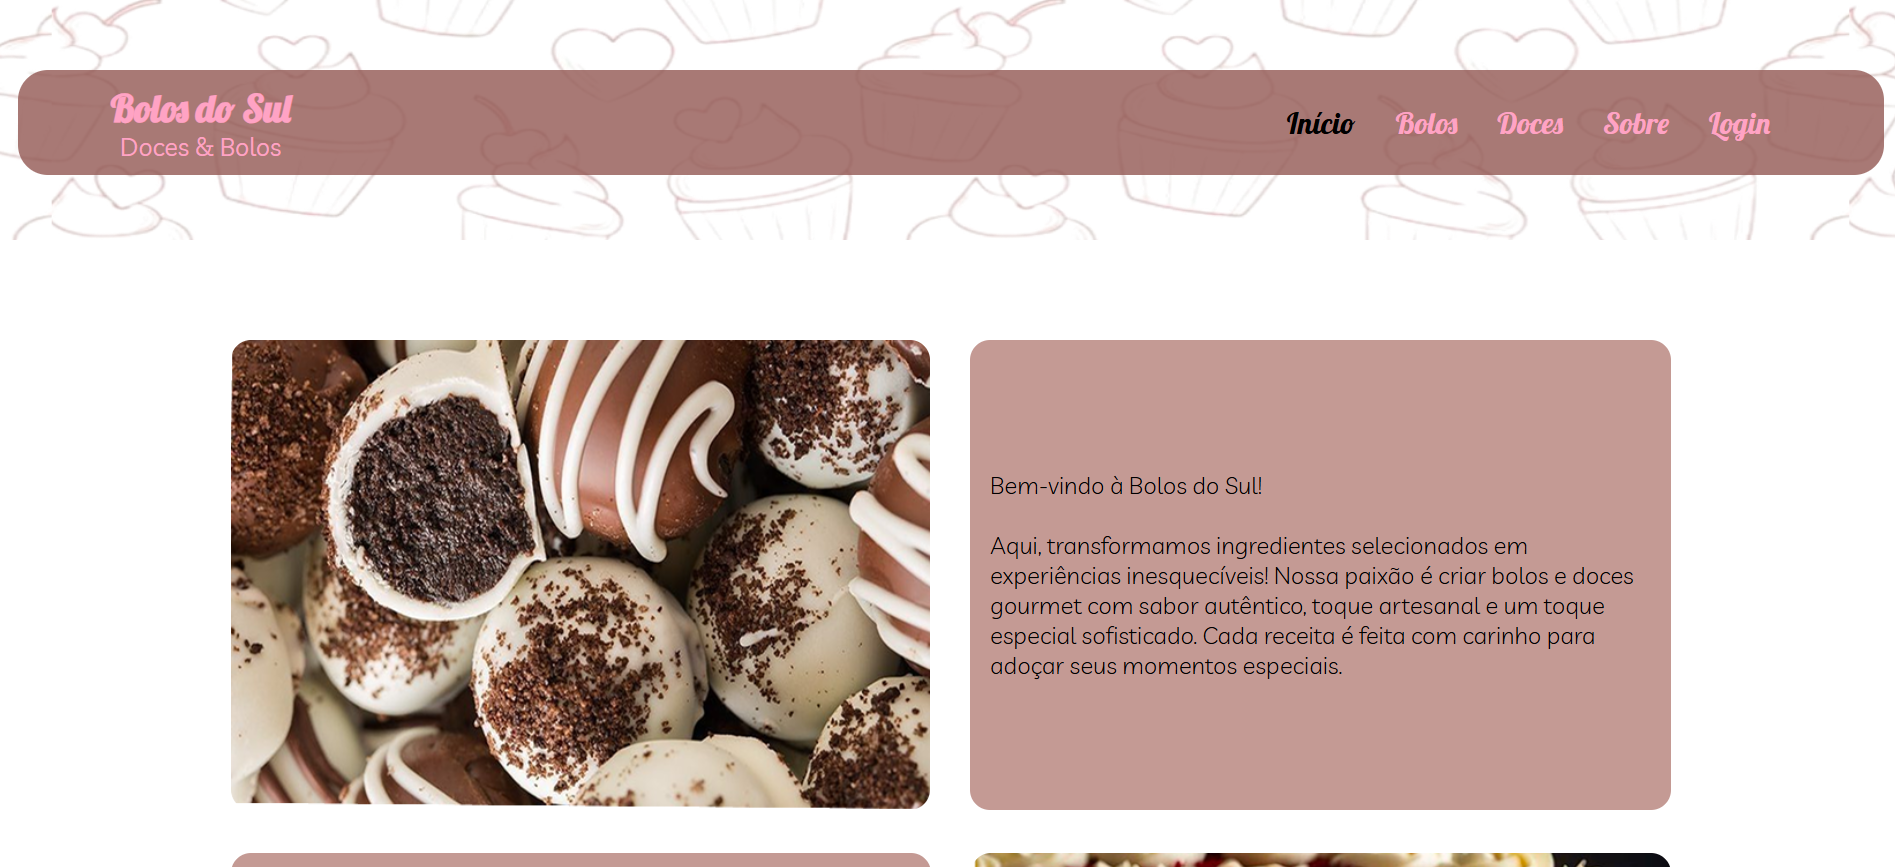 Bolos do Sul
Doces & Bolos
Início Bolos Doces Sobre Login
Bem-vindo à Bolos do Sul!
Aqui, transformamos ingredientes selecionados em
experiências inesquecíveis! Nossa paixão é criar bolos e doces
gourmet com sabor autêntico, toque artesanal e um toque
especial sofisticado. Cada receita é feita com carinho para
adoçar seus momentos especiais.